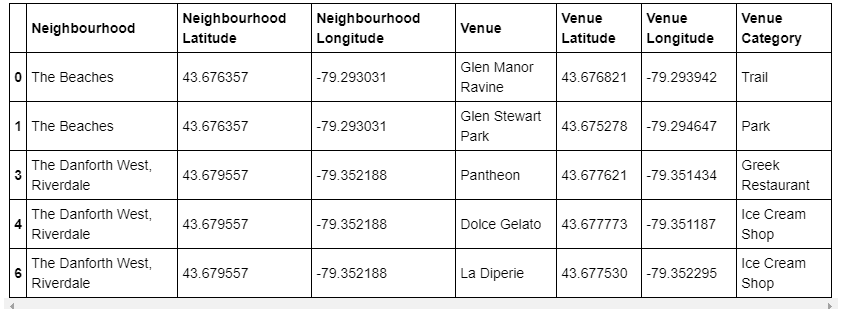 Neighbourhood Neighbourhood Latitude Neighbourhood Longitude Venue Venue Latitude Venue Longitude Venue Category
0 The Beaches 43.676357 -79.293031 Glen Manor Ravine 43.676821 -79.293942 Trail
1 The Beaches 43.676357 -79.293031 Glen Stewart Park 43.675278 -79.294647 Park
3 The Danforth West, Riverdale 43.679557 -79.352188 Pantheon 43.677621 -79.351434 Greek Restaurant
4 The Danforth West, Riverdale 43.679557 -79.352188 Dolce Gelato 43.677773 -79.351187 Ice Cream Shop
6 The Danforth West, Riverdale 43.679557 -79.352188 La Diperie 43.677530 -79.352295 Ice Cream Shop